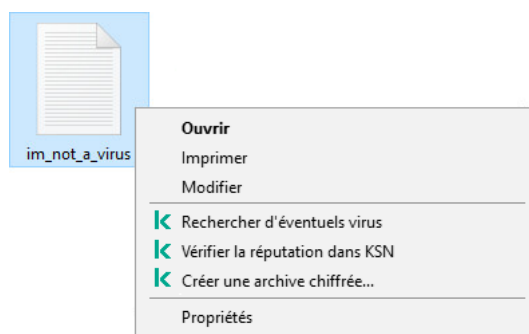 im_not_a_virus
Ouvrir
Imprimer
Modifier
Rechercher d'éventuels virus
Vérifier la réputation dans KSN
Créer une archive chiffrée...
Propriétés